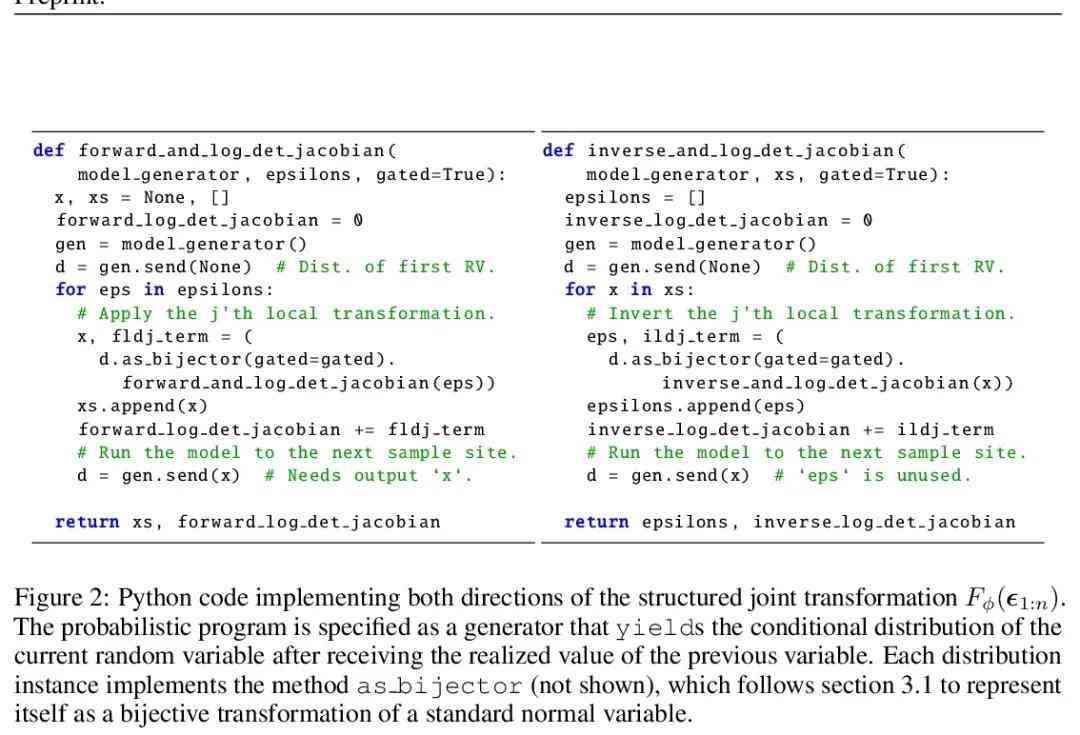 Preprint.
def forward_and_log_det_jacobian(
    model_generator, epsilons, gated=True):
  x, xs = None, []
  forward_log_det_jacobian = 0
  gen = model_generator()
  d = gen.send(None)  # Dist. of first RV.
  for eps in epsilons:
    # Apply the j'th local transformation.
    x, fldj_term = (
      d.as_bijector(gated=gated).
        forward_and_log_det_jacobian(eps))
    xs.append(x)
    forward_log_det_jacobian += fldj_term
    # Run the model to the next sample site.
    d = gen.send(x)  # Needs output ‘x‘.
  return xs, forward_log_det_jacobian
def inverse_and_log_det_jacobian(
    model_generator, xs, gated=True):
  epsilons = []
  inverse_log_det_jacobian = 0
  gen = model_generator()
  d = gen.send(None)  # Dist. of first RV.
  for x in xs:
    # Invert the j'th local transformation.
    eps, ildj_term = (
      d.as_bijector(gated=gated).
           inverse_and_log_det_jacobian(x))
    epsilons.append(eps)
    inverse_log_det_jacobian += ildj_term
    # Run the model to the next sample site.
    d = gen.send(x)  # ‘eps‘ is unused.
  return epsilons, inverse_log_det_jacobian
Figure 2: Python code implementing both directions of the structured joint transformation Fϕ(ϵ1:n).
The probabilistic program is specified as a generator that yields the conditional distribution of the
current random variable after receiving the realized value of the previous variable. Each distribution
instance implements the method as_bijector (not shown), which follows section 3.1 to represent
itself as a bijective transformation of a standard normal variable.